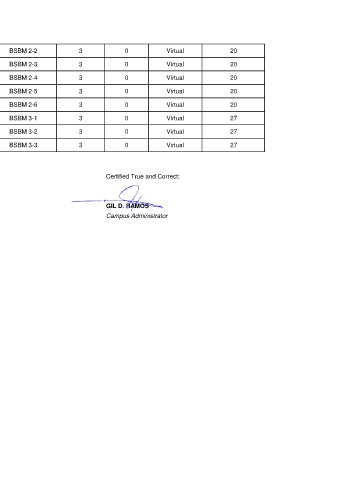 BSBM 2-2 3 0 Virtual 20
BSBM 2-3 3 0 Virtual 20
BSBM 2-4 3 0 Virtual 20
BSBM 2-5 3 0 Virtual 20
BSBM 2-6 3 0 Virtual 20
BSBM 3-1 3 0 Virtual 27
BSBM 3-2 3 0 Virtual 27
BSBM 3-3 3 0 Virtual 27
Certified True and Correct:
GIL D. RAMOS
Campus Administrator